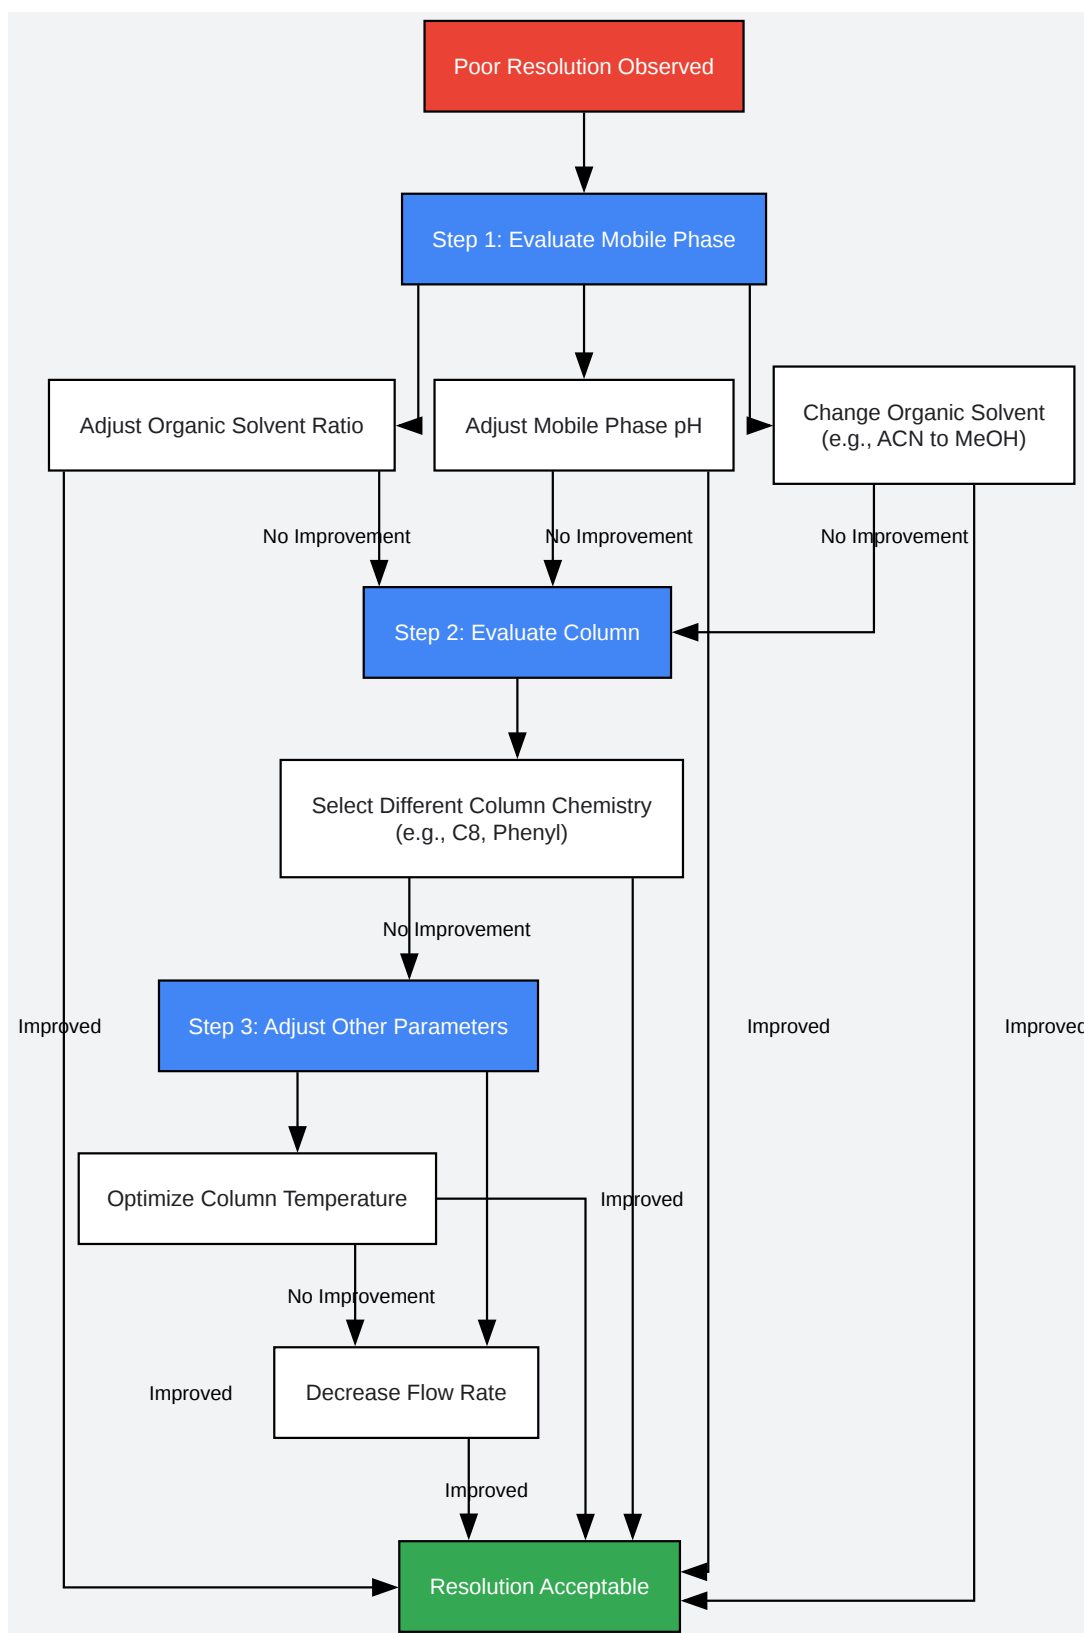 Poor Resolution Observed
Step 1: Evaluate Mobile Phase
Adjust Organic Solvent Ratio
Adjust Mobile Phase pH
Change Organic Solvent
(e.g., ACN to MeOH)
No Improvement
No Improvement
No Improvement
Step 2: Evaluate Column
Select Different Column Chemistry
(e.g., C8, Phenyl)
No Improvement
Improved
Step 3: Adjust Other Parameters
Improved
Improved
Optimize Column Temperature
Improved
No Improvement
Improved
Decrease Flow Rate
Improved
Resolution Acceptable